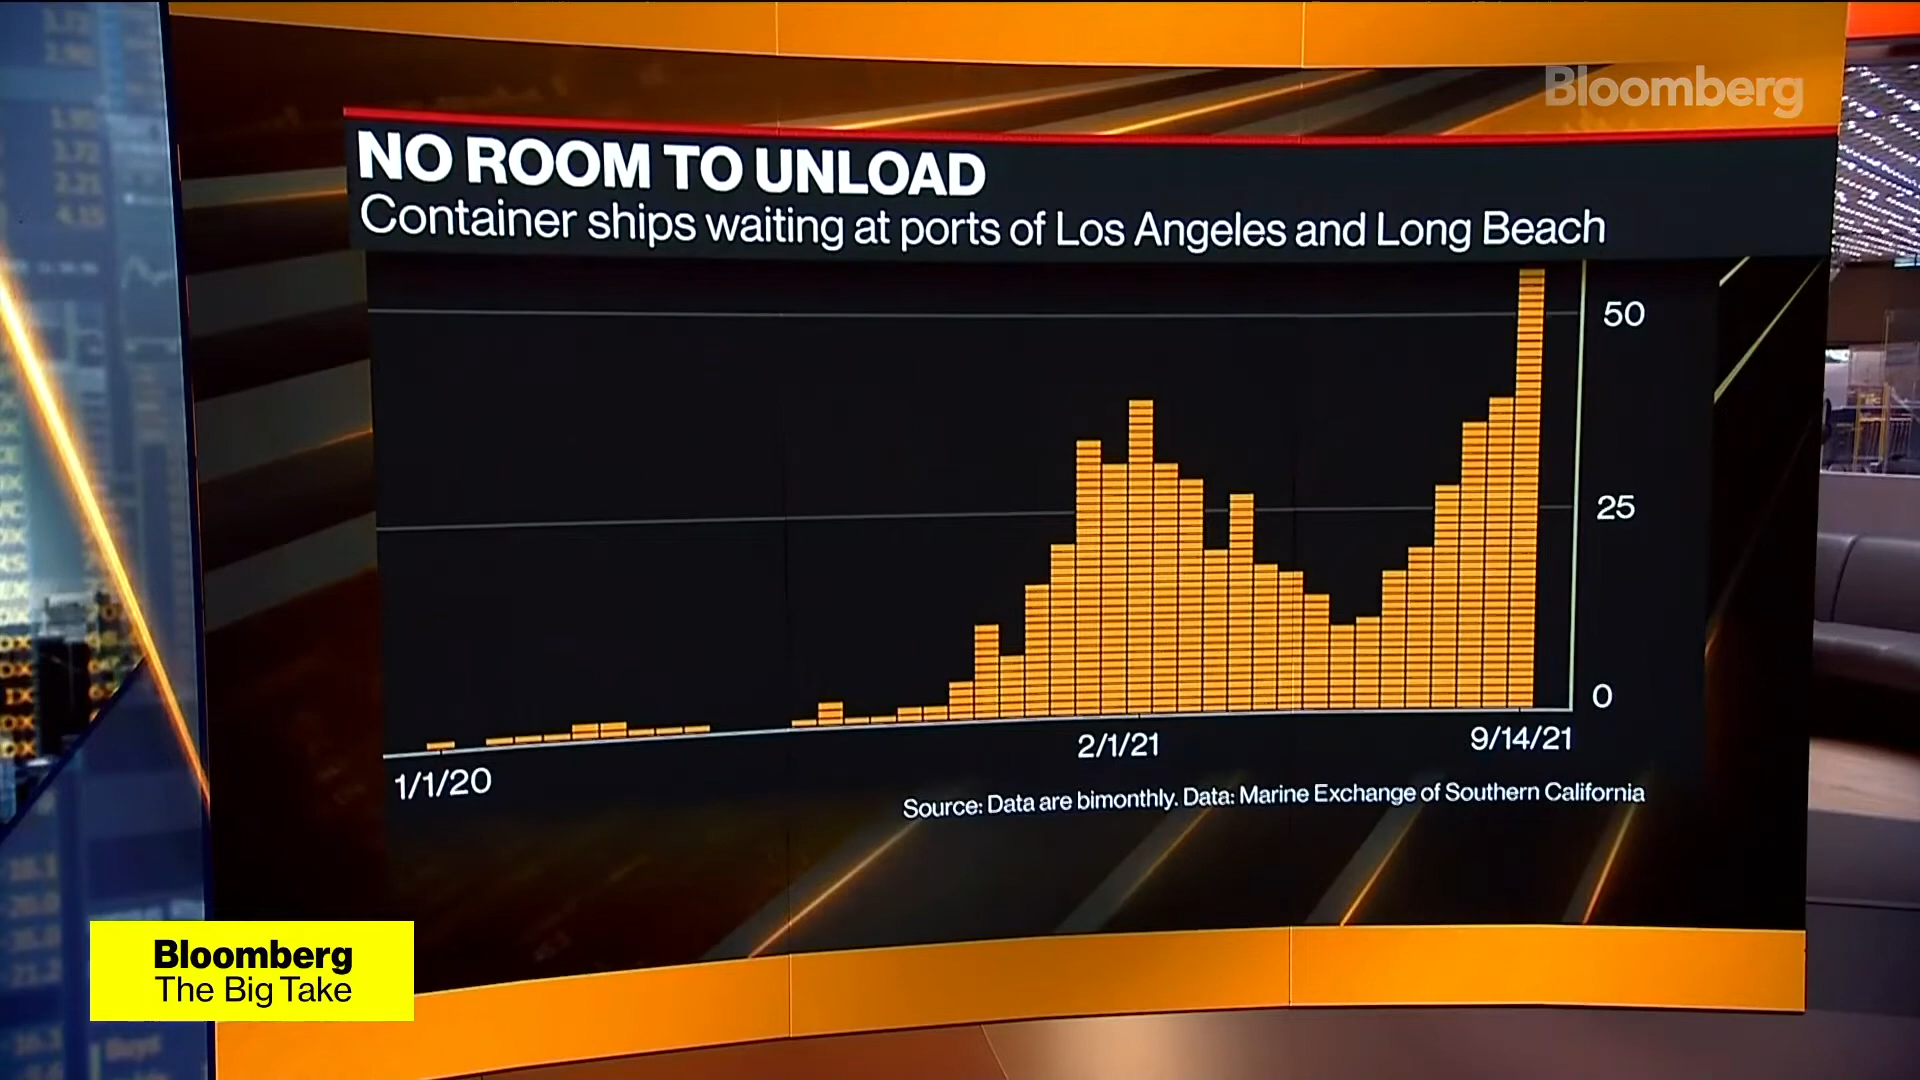 Bloomberg
NO ROOM TO UNLOAD
Container ships waiting at ports of Los Angeles and Long Beach
50
25
0
1/1/20
2/1/21
9/14/21
Source: Data are bimonthly. Data: Marine Exchange of Southern California
Bloomberg
The Big Take